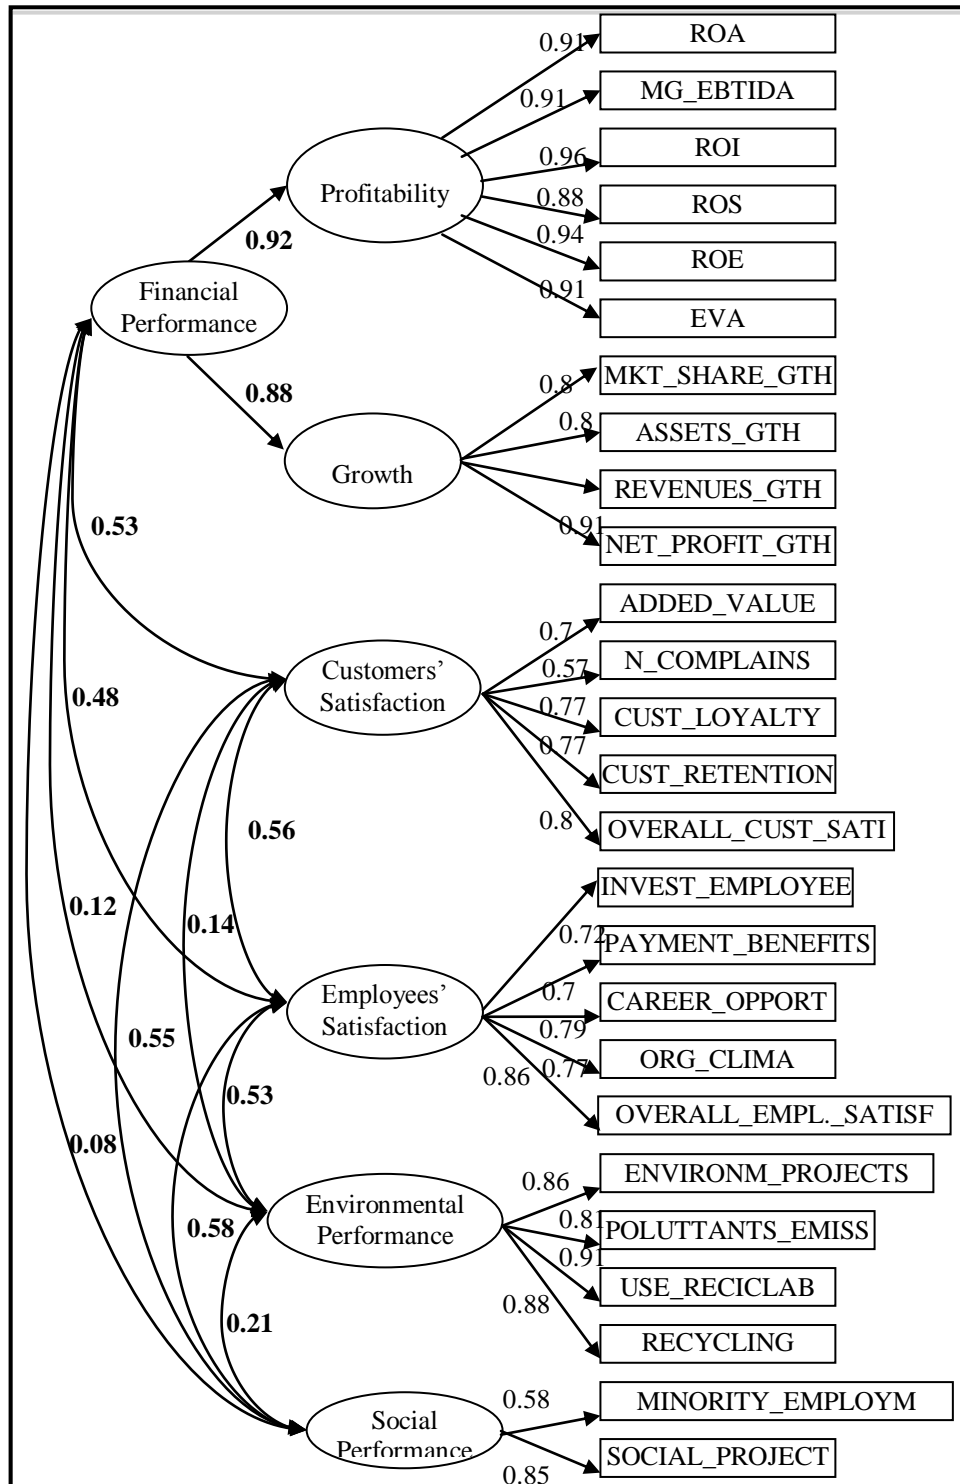 0.91
ROA
0.91
MG_EBTIDA
0.96
ROI
Profitability
0.88
ROS
0.92
0.94
ROE
Financial
Performance
0.91
EVA
0.88
0.8
MKT_SHARE_GTH
0.8
ASSETS_GTH
Growth
REVENUES_GTH
0.53
0.91
NET_PROFIT_GTH
ADDED_VALUE
0.7
Customers’
Satisfaction
0.57
N_COMPLAINS
0.48
0.77
CUST_LOYALTY
0.77
CUST_RETENTION
0.56
0.8
OVERALL_CUST_SATI
INVEST_EMPLOYEE
0.12
0.14
0.72
PAYMENT_BENEFITS
Employees’
Satisfaction
0.7
CAREER_OPPORT
0.55
0.79
ORG_CLIMA
0.77
0.53
0.86
OVERALL_EMPL._SATISF
0.08
0.86
ENVIRONM_PROJECTS
Environmental
Performance
0.58
0.81
POLUTTANTS_EMISS
0.91
USE_RECICLAB
0.21
0.88
RECYCLING
0.58
MINORITY_EMPLOYM
Social
Performance
SOCIAL_PROJECT
0.85